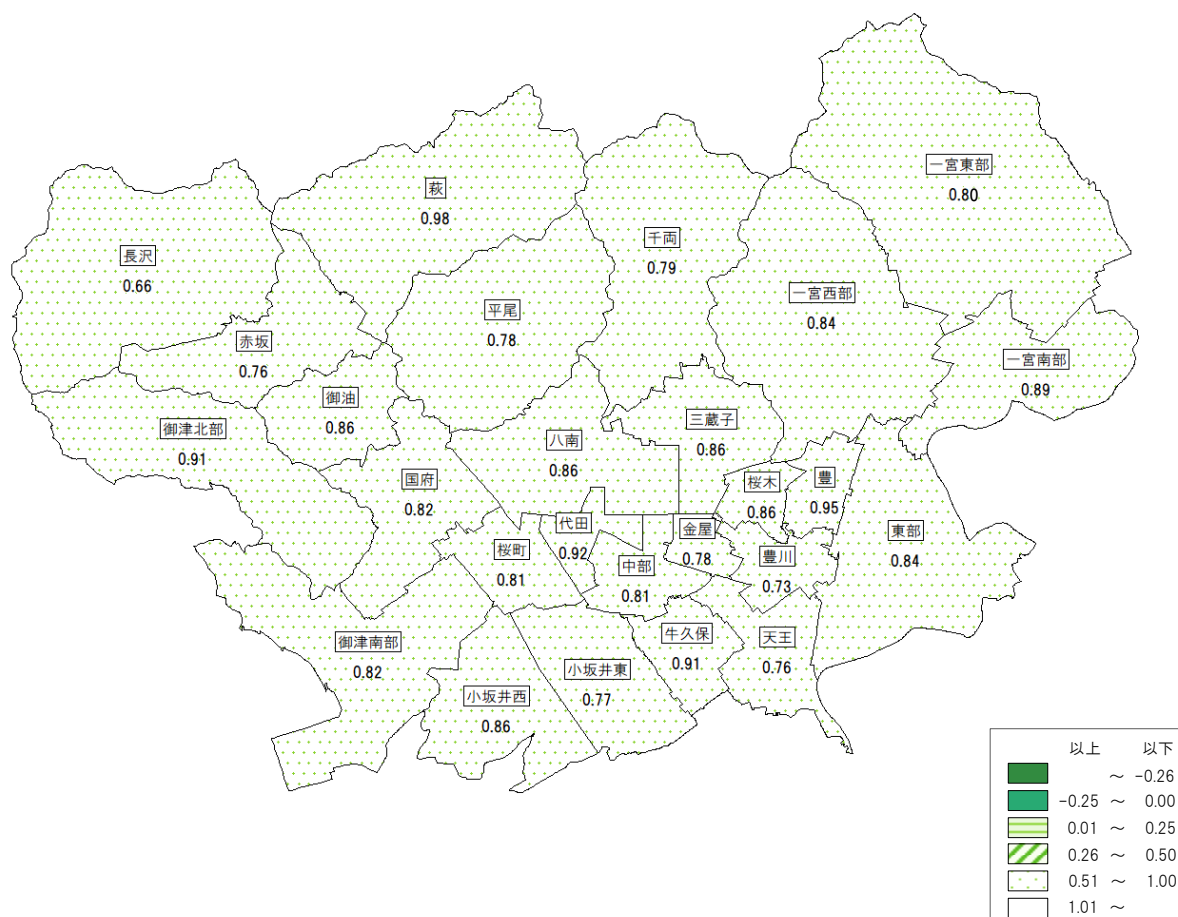 一宮東部
0.80
萩
0.98
千両
0.79
長沢
0.66
一宮西部
0.84
平尾
0.78
赤坂
0.76
一宮南部
0.89
御油
0.86
三蔵子
0.86
御津北部
0.91
八南
0.86
国府
0.82
桜木
0.86
豊
0.95
代田
0.92
金屋
0.78
東部
0.84
桜町
0.81
中部
0.81
豊川
0.73
御津南部
0.82
牛久保
0.91
天王
0.76
小坂井東
0.77
小坂井西
0.86
以上 以下
～ -0.26
-0.25 ～ 0.00
0.01 ～ 0.25
0.26 ～ 0.50
0.51 ～ 1.00
1.01 ～